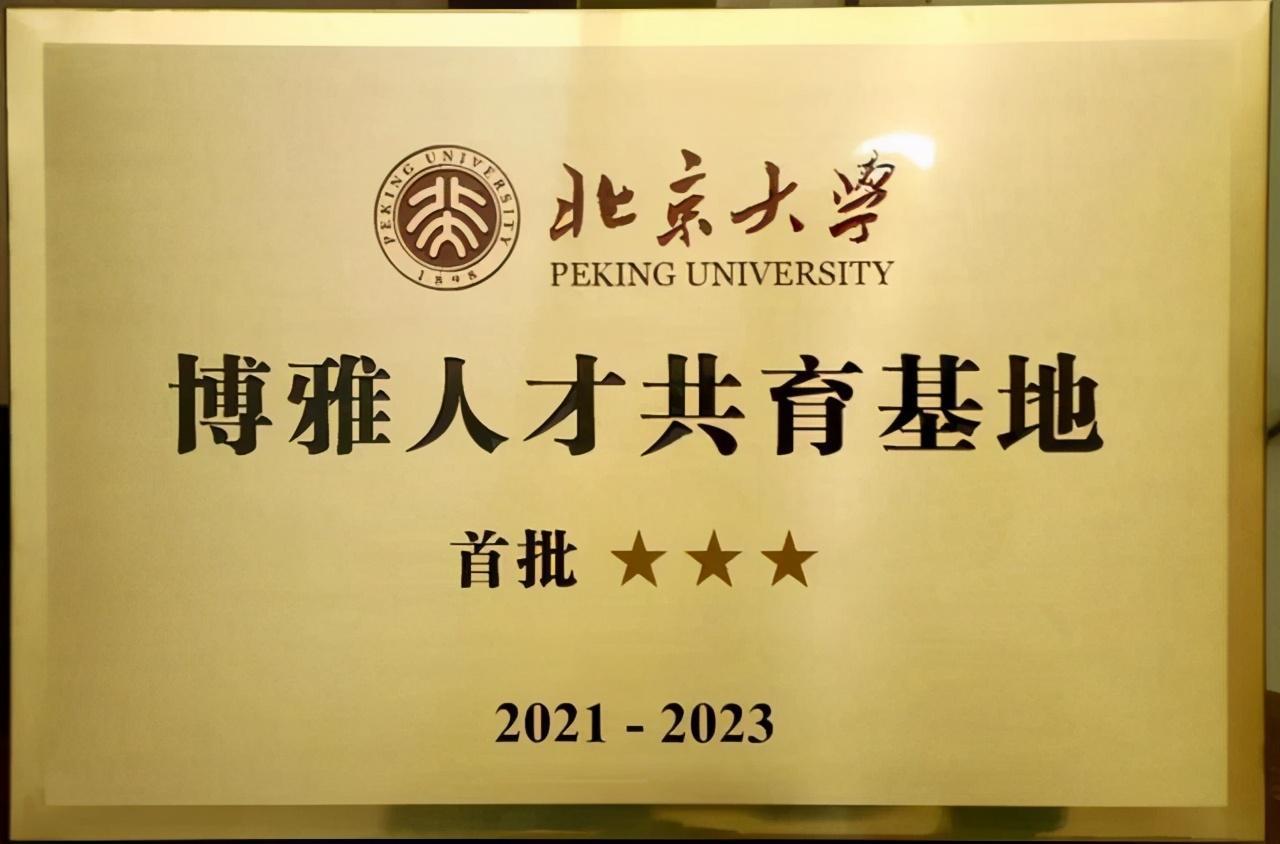 PEKING UNIVERSITY
1898
北京大学
PEKING UNIVERSITY
博雅人才共育基地
首批 ★★★
2021 - 2023